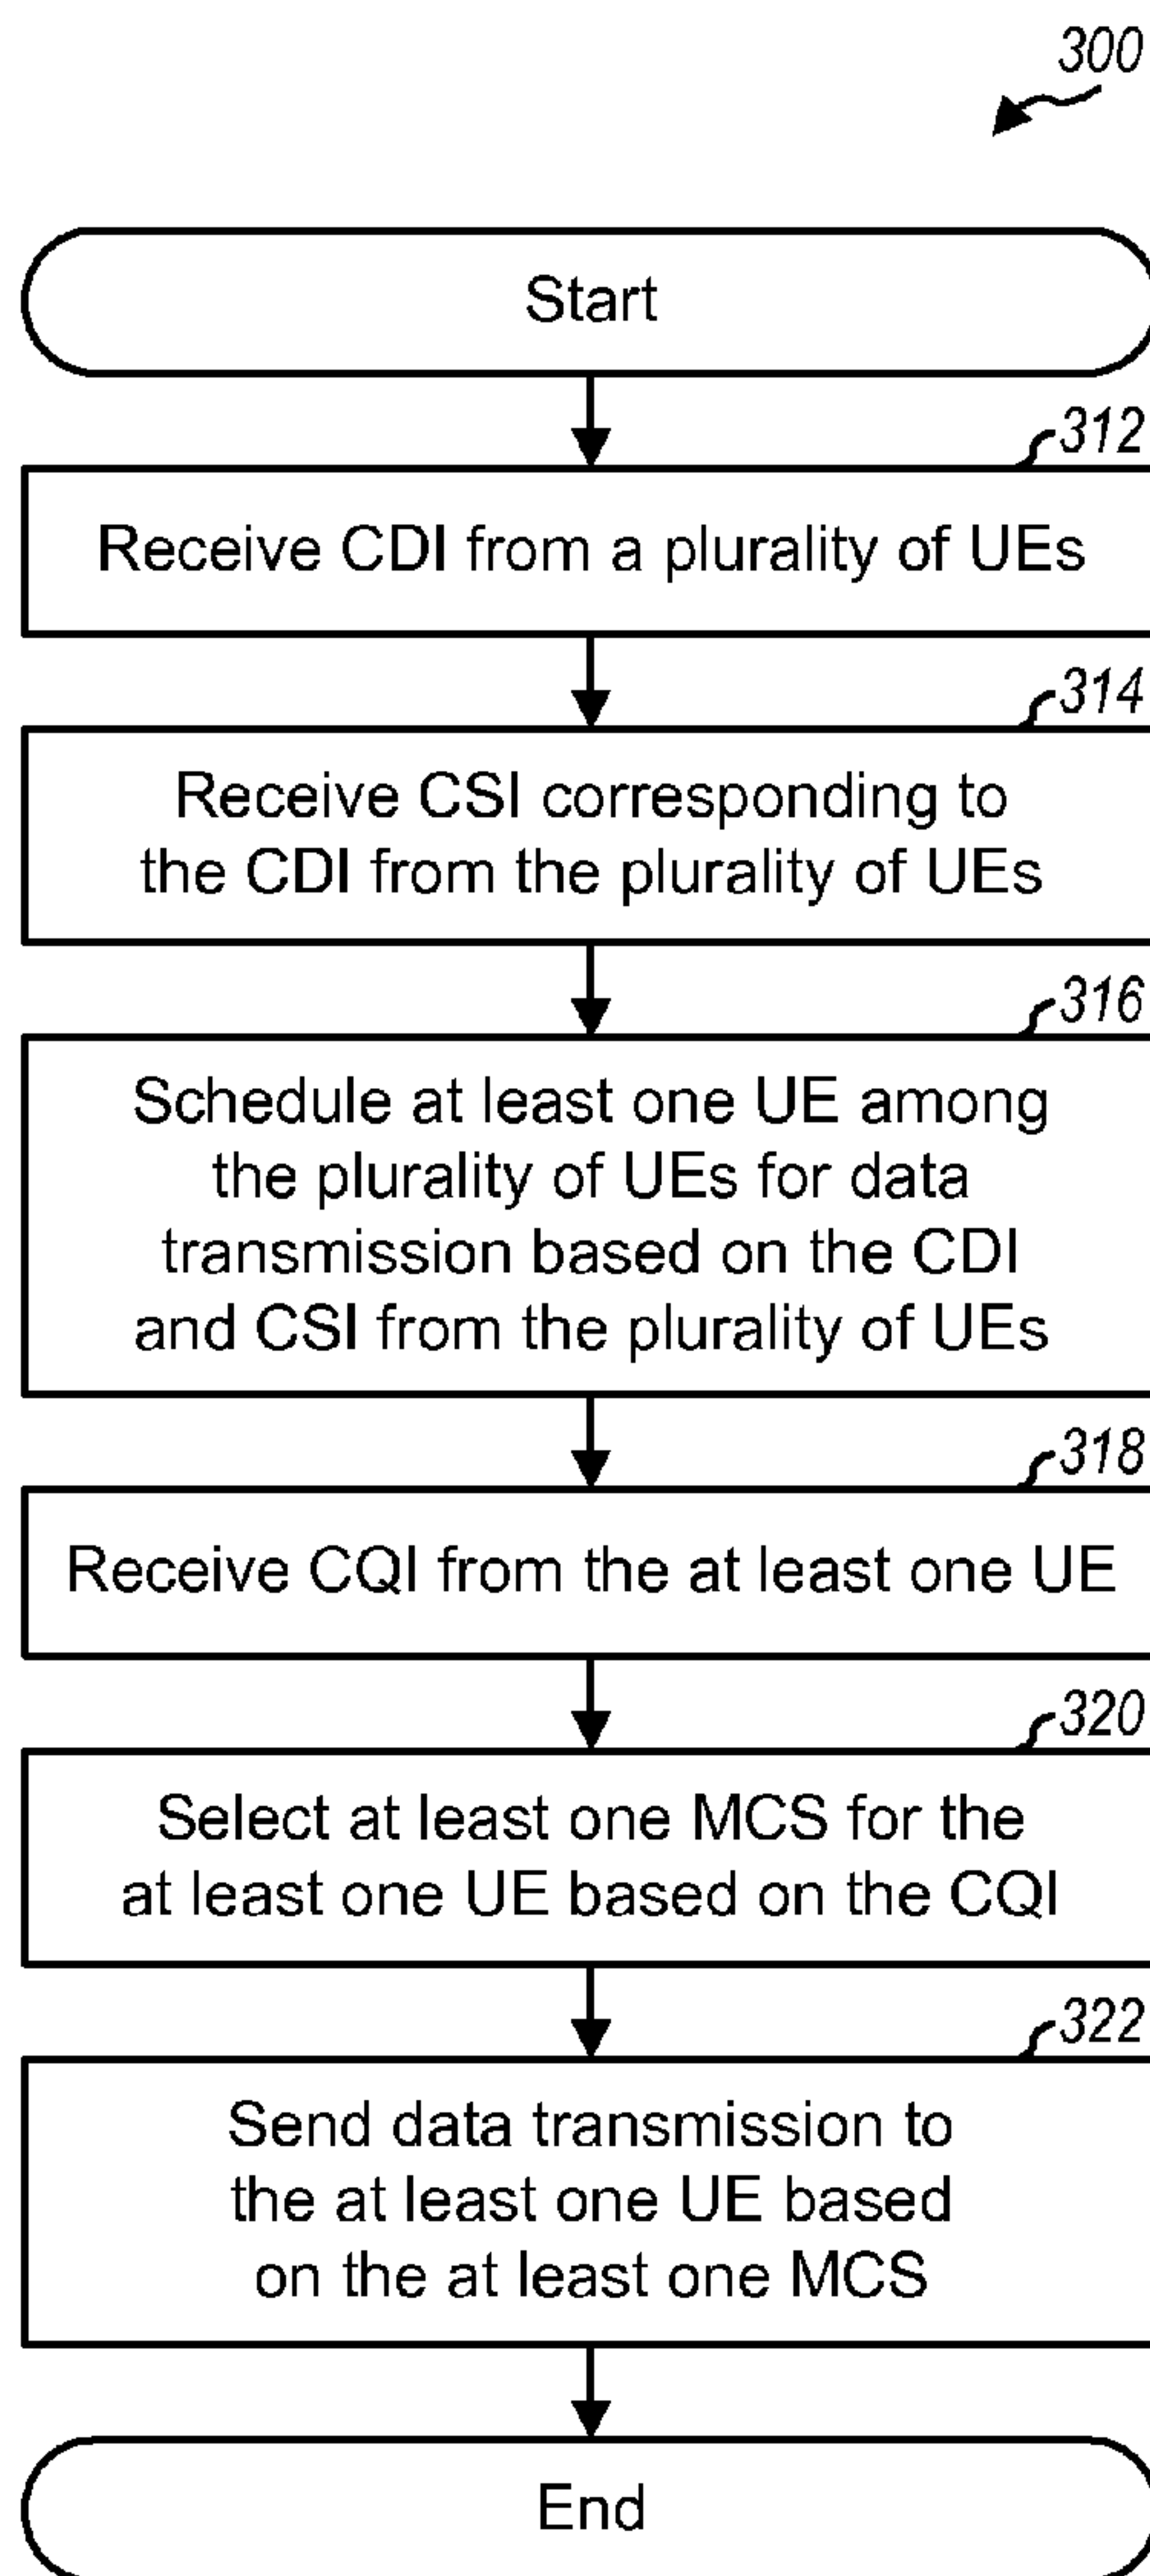 300
Start
312
Receive CDI from a plurality of UEs
314
Receive CSI corresponding to
the CDI from the plurality of UEs
316
Schedule at least one UE among
the plurality of UEs for data
transmission based on the CDI
and CSI from the plurality of UEs
318
Receive CQI from the at least one UE
320
Select at least one MCS for the
at least one UE based on the CQI
322
Send data transmission to
the at least one UE based
on the at least one MCS
End